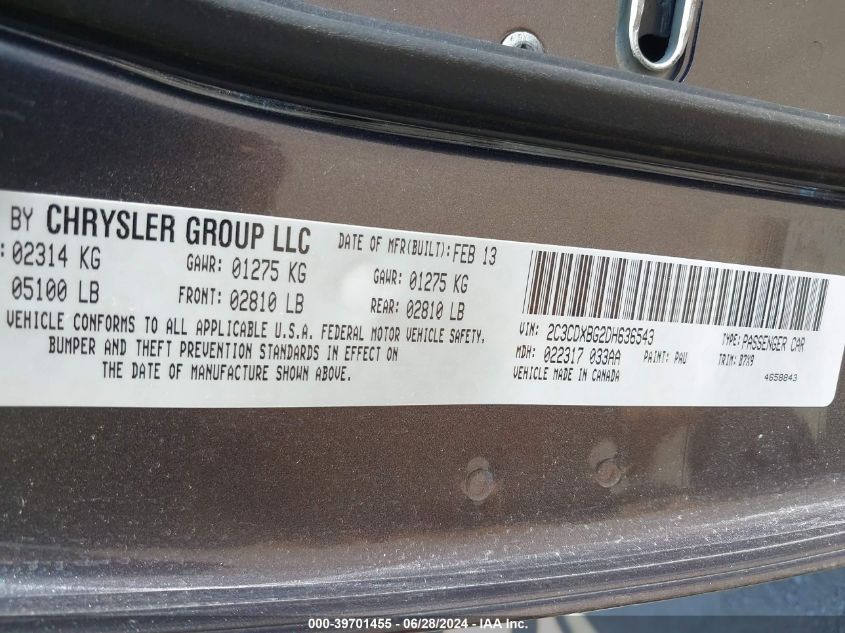 BY CHRYSLER GROUP LLC
DATE OF MFR(BUILT):FEB 13
: 02314 KG
GAWR: 01275 KG
GAWR: 01275 KG
05100 LB
FRONT: 02810 LB
REAR: 02810 LB
VEHICLE CONFORMS TO ALL APPLICABLE U.S.A. FEDERAL MOTOR VEHICLE SAFETY,
BUMPER AND THEFT PREVENTION STANDARDS IN EFFECT ON
THE DATE OF MANUFACTURE SHOWN ABOVE.
VIN: 2C3CDXBG2DH636543
TYPE:PASSENGER CAR
MDH: 022317 033AA
PAINT: PAU
TRIM: B7X9
VEHICLE MADE IN CANADA
4658843
000-39701455 - 06/28/2024 - IAA Inc.